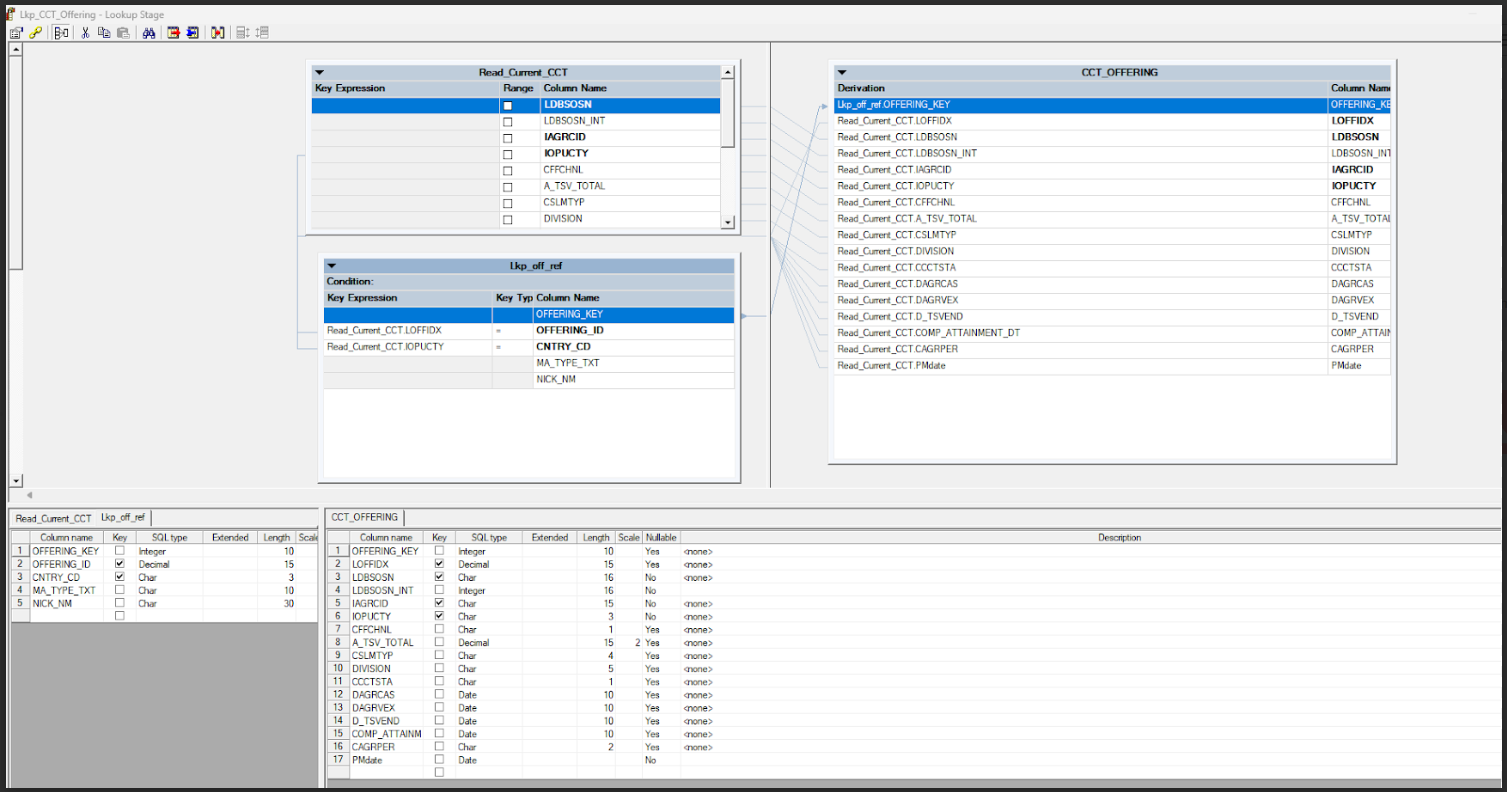 Lkp_CCT_Offering - Lookup Stage
Read_Current_CCT
Key Expression Range Column Name
LDBSOSN
LDBSOSN_INT
IAGRCID
IOPUCTY
CFFCHNL
A_TSV_TOTAL
CSLMTYP
DIVISION
Lkp_off_ref
Condition:
Key Expression Key Typ Column Name
OFFERING_KEY
Read_Current_CCT.LOFFIDX = OFFERING_ID
Read_Current_CCT.IOPUCTY = CNTRY_CD
MA_TYPE_TXT
NICK_NM
CCT_OFFERING
Derivation Column Name
Lkp_off_ref.OFFERING_KEY OFFERING_KE
Read_Current_CCT.LOFFIDX LOFFIDX
Read_Current_CCT.LDBSOSN LDBSOSN
Read_Current_CCT.LDBSOSN_INT LDBSOSN_INT
Read_Current_CCT.IAGRCID IAGRCID
Read_Current_CCT.IOPUCTY IOPUCTY
Read_Current_CCT.CFFCHNL CFFCHNL
Read_Current_CCT.A_TSV_TOTAL A_TSV_TOTAL
Read_Current_CCT.CSLMTYP CSLMTYP
Read_Current_CCT.DIVISION DIVISION
Read_Current_CCT.CCCTSTA CCCTSTA
Read_Current_CCT.DAGRCAS DAGRCAS
Read_Current_CCT.DAGRVEX DAGRVEX
Read_Current_CCT.D_TSVEND D_TSVEND
Read_Current_CCT.COMP_ATTAINMENT_DT COMP_ATTAIN
Read_Current_CCT.CAGRPER CAGRPER
Read_Current_CCT.PMdate PMdate
Read_Current_CCT Lkp_off_ref
Column name Key SQL type Extended Length Scale
1 OFFERING_KEY Integer 10
2 OFFERING_ID Decimal 15
3 CNTRY_CD Char 3
4 MA_TYPE_TXT Char 10
5 NICK_NM Char 30
CCT_OFFERING
Column name Key SQL type Extended Length Scale Nullable Description
1 OFFERING_KEY Integer 10 Yes <none>
2 LOFFIDX Decimal 15 Yes <none>
3 LDBSOSN Char 16 No <none>
4 LDBSOSN_INT Integer 16 No
5 IAGRCID Char 15 No <none>
6 IOPUCTY Char 3 No <none>
7 CFFCHNL Char 1 Yes <none>
8 A_TSV_TOTAL Decimal 15 2 Yes <none>
9 CSLMTYP Char 4 Yes <none>
10 DIVISION Char 5 Yes <none>
11 CCCTSTA Char 1 Yes <none>
12 DAGRCAS Date 10 Yes <none>
13 DAGRVEX Date 10 Yes <none>
14 D_TSVEND Date 10 Yes <none>
15 COMP_ATTAINM Date 10 Yes <none>
16 CAGRPER Char 2 Yes <none>
17 PMdate Date No